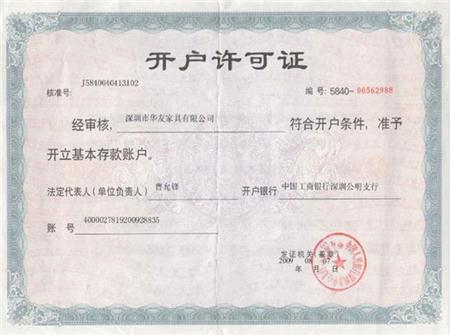 开户许可证
核准号: J5840040413102
编号: 5840-00562988
经审核, 深圳市华友家具有限公司 符合开户条件, 准予
开立基本存款账户。
法定代表人(单位负责人) 曹允锋 开户银行 中国工商银行深圳公明支行
账 号 4000027819200928835
发证机关(盖章)
2009 08 07
年 月 日